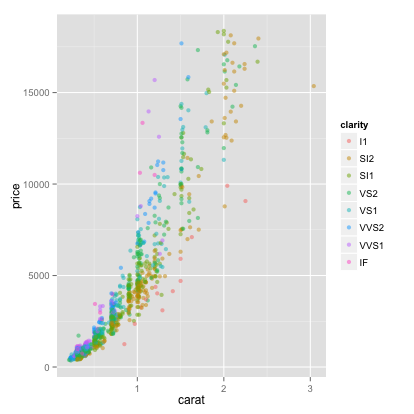 15000
10000
5000
0
price
1
2
3
carat
clarity
I1
SI2
SI1
VS2
VS1
VVS2
VVS1
IF